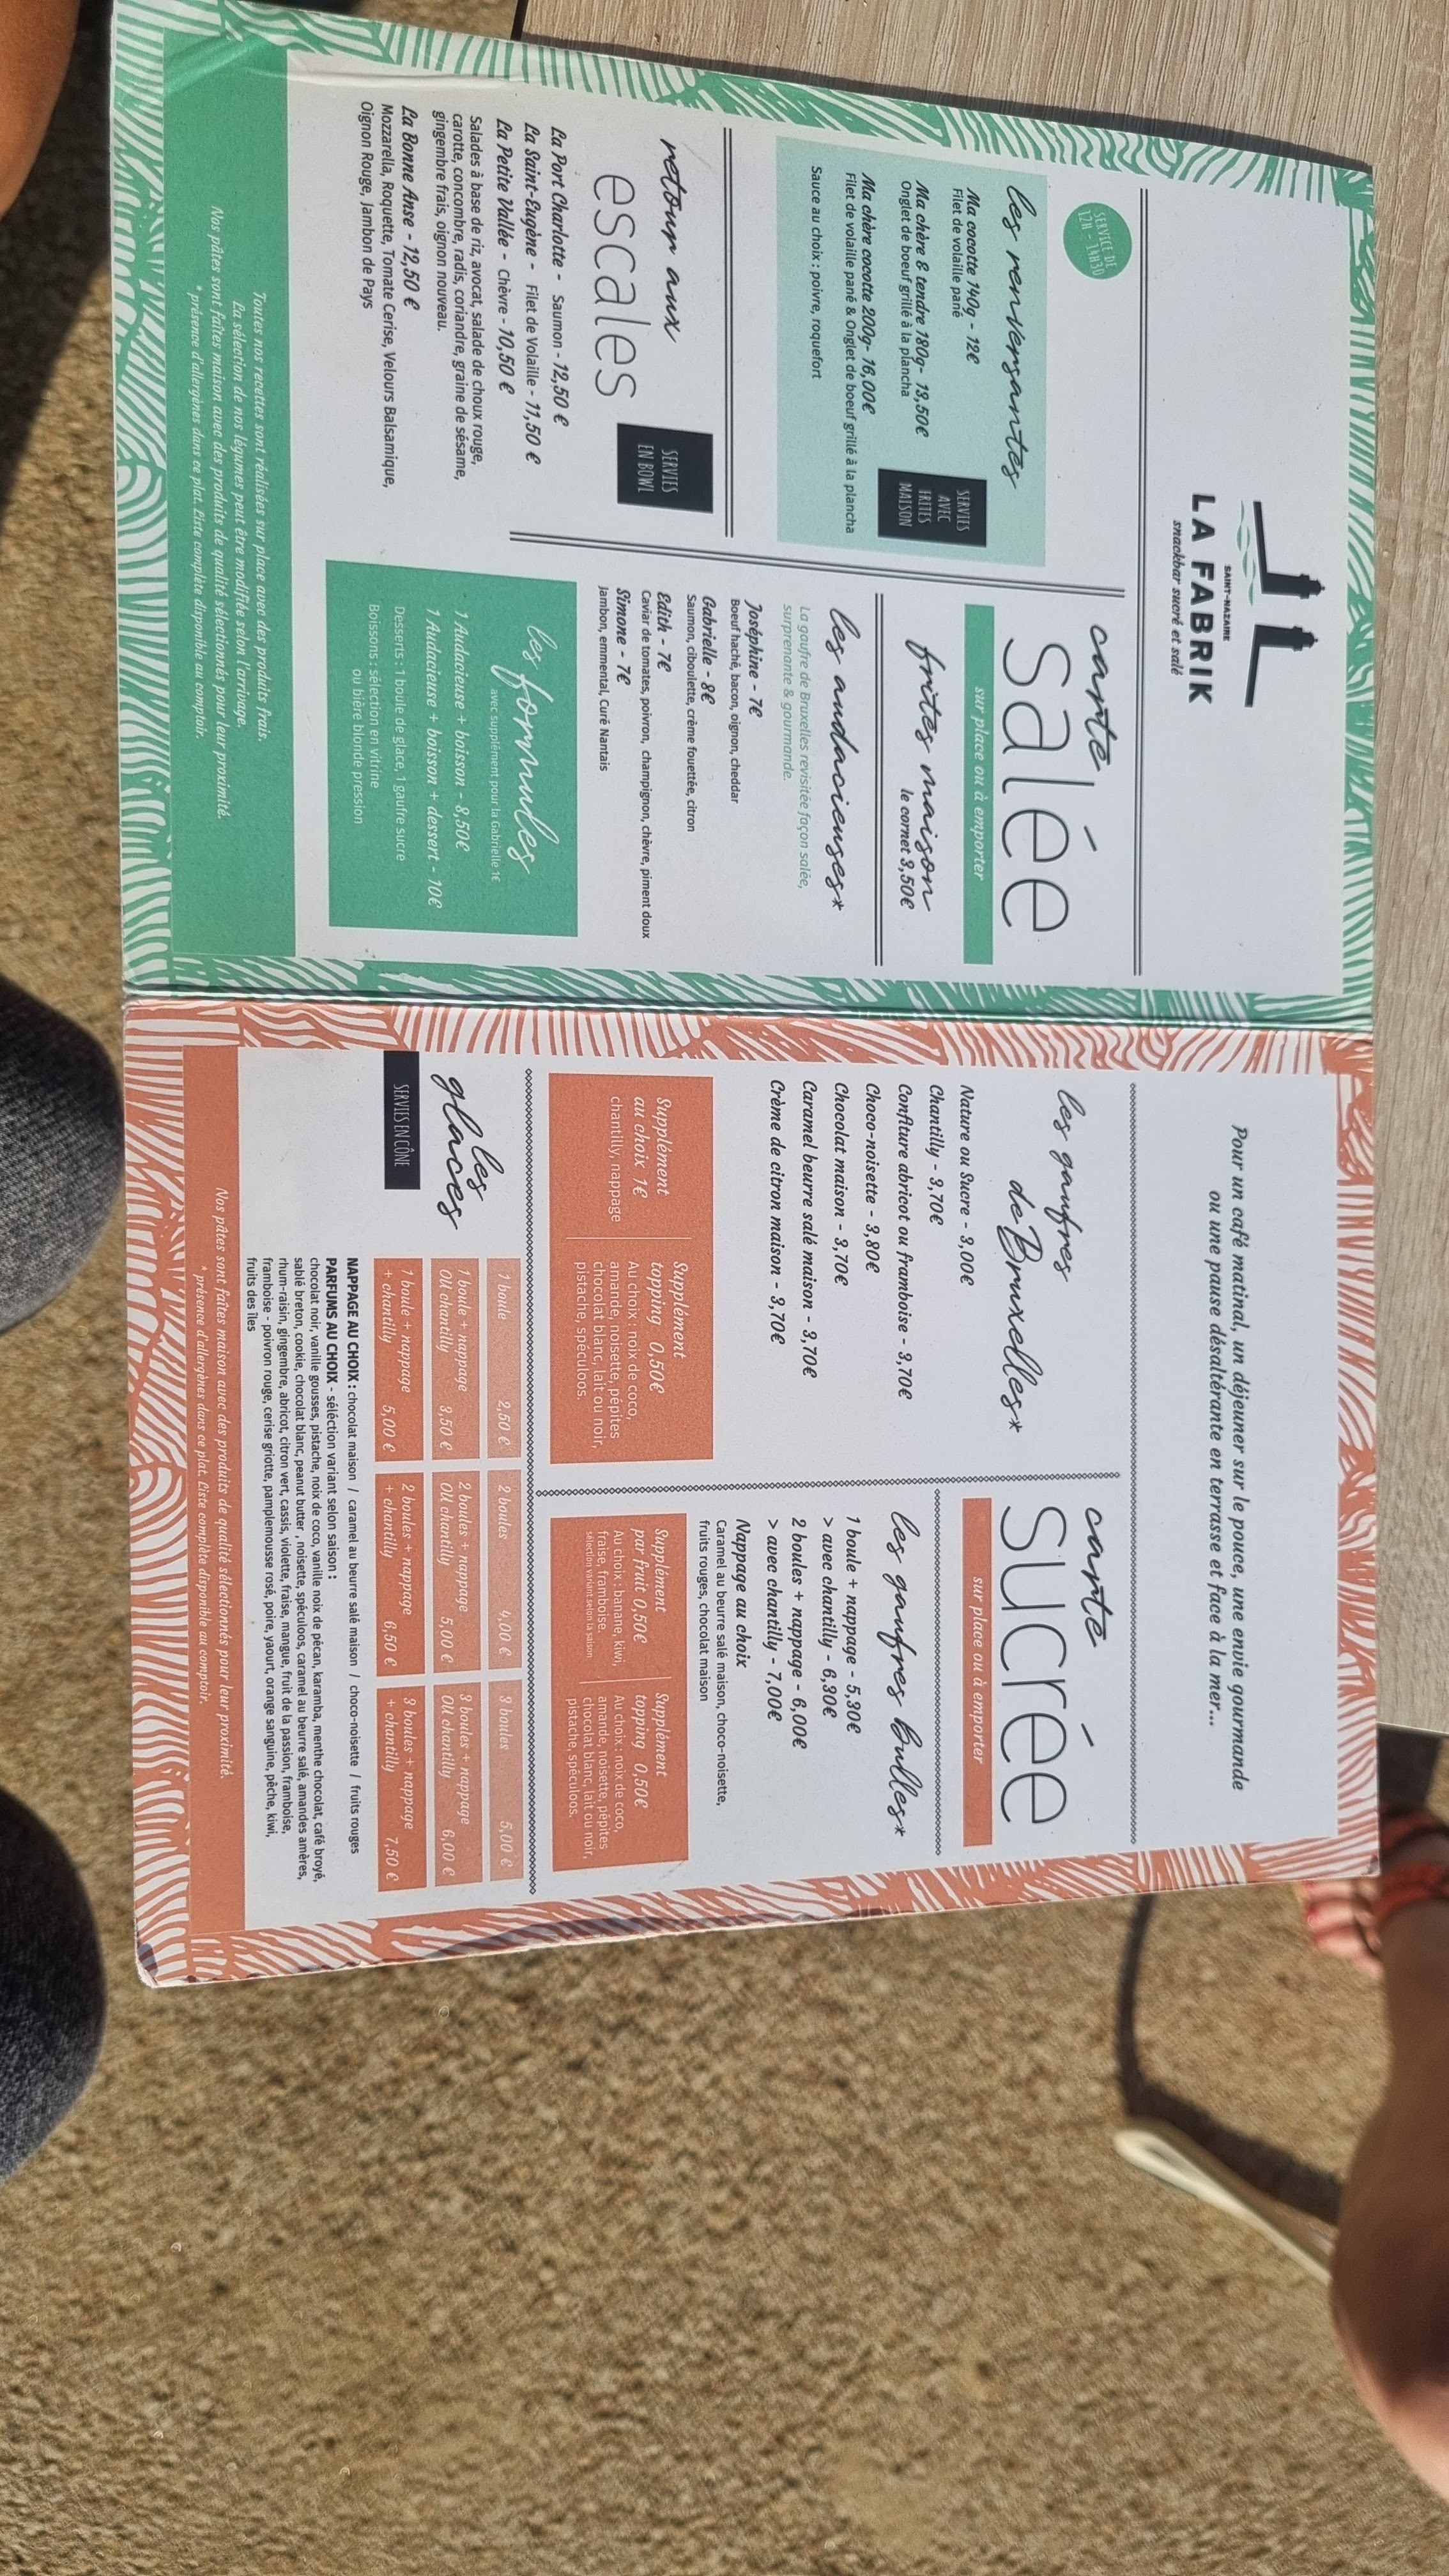 SAINT-NAZAIRE
LA FABRIK
snackbar sucré et salé
SERVICE DE
12H - 14H30
les renversantes
Ma cocotte 140g - 12€
Filet de volaille pané
Ma chère & tendre 180g- 13,50€
Onglet de boeuf grillé à la plancha
Ma chère cocotte 200g- 16,00€
Filet de volaille pané & Onglet de boeuf grillé à la plancha
Sauce au choix : poivre, roquefort
SERVIES
AVEC
FRITES
MAISON
retour aux
escales
SERVIES
EN BOWL
La Port Charlotte - Saumon - 12,50 €
La Saint-Eugène - Filet de Volaille - 11,50 €
La Petite Vallée - Chèvre - 10,50 €
Salades à base de riz, avocat, salade de choux rouge,
carotte, concombre, radis, coriandre, graine de sésame,
gingembre frais, oignon nouveau.
La Bonne Anse - 12,50 €
Mozzarella, Roquette, Tomate Cerise, Velours Balsamique,
Oignon Rouge, Jambon de Pays
carte
salée
sur place ou à emporter
frites maison
le cornet 3,50€
les audacieuses*
La gaufre de Bruxelles revisitée façon salée,
surprenante & gourmande.
Joséphine - 7€
Boeuf haché, bacon, oignon, cheddar
Gabrielle - 8€
Saumon, ciboulette, crème fouettée, citron
Edith - 7€
Caviar de tomates, poivron, champignon, chèvre, piment doux
Simone - 7€
Jambon, emmental, Curé Nantais
les formules
avec supplément pour la Gabrielle 1€
1 Audacieuse + boisson - 8,50€
1 Audacieuse + boisson + dessert - 10€
Desserts : 1 boule de glace, 1 gaufre sucre
Boissons : sélection en vitrine
ou bière blonde pression
Toutes nos recettes sont réalisées sur place avec des produits frais.
La sélection de nos légumes peut être modifiée selon l'arrivage.
Nos pâtes sont faîtes maison avec des produits de qualité sélectionnés pour leur proximité.
* présence d'allergènes dans ce plat. Liste complète disponible au comptoir.
Pour un café matinal, un déjeuner sur le pouce, une envie gourmande
ou une pause désaltérante en terrasse et face à la mer...
les gaufres
de Bruxelles*
Nature ou Sucre - 3,00€
Chantilly - 3,70€
Confiture abricot ou framboise - 3,70€
Choco-noisette - 3,80€
Chocolat maison - 3,70€
Caramel beurre salé maison - 3,70€
Crème de citron maison - 3,70€
Supplément
au choix 1€
chantilly, nappage
Supplément
topping 0,50€
Au choix : noix de coco,
amande, noisette, pépites
chocolat blanc, lait ou noir,
pistache, spéculoos.
carte
sucrée
sur place ou à emporter
les gaufres bulles*
1 boule + nappage - 5,30€
> avec chantilly - 6,30€
2 boules + nappage - 6,00€
> avec chantilly - 7,00€
Nappage au choix
Caramel au beurre salé maison, choco-noisette,
fruits rouges, chocolat maison
Supplément
par fruit 0,50€
Au choix : banane, kiwi,
fraise, framboise.
sélection variant selon la saison
Supplément
topping 0,50€
Au choix : noix de coco,
amande, noisette, pépites
chocolat blanc, lait ou noir,
pistache, spéculoos.
les
glaces
SERVIES EN CÔNE
1 boule 2,50 €
2 boules 4,00 €
3 boules 5,00 €
1 boule + nappage
OU chantilly 3,50 €
2 boules + nappage
OU chantilly 5,00 €
3 boules + nappage
OU chantilly 6,00 €
1 boule + nappage
+ chantilly 5,00 €
2 boules + nappage
+ chantilly 6,50 €
3 boules + nappage
+ chantilly 7,50 €
NAPPAGE AU CHOIX : chocolat maison / caramel au beurre salé maison / choco-noisette / fruits rouges
PARFUMS AU CHOIX - séléction variant selon saison :
chocolat noir, vanille gousses, pistache, noix de coco, vanille noix de pécan, karamba, menthe chocolat, café broyé,
sablé breton, cookie, chocolat blanc, peanut butter, noisette, spéculoos, caramel au beurre salé, amandes amères,
rhum-raisin, gingembre, abricot, citron vert, cassis, violette, fraise, mangue, fruit de la passion, framboise,
framboise - poivron rouge, cerise griotte, pamplemousse rosé, poire, yaourt, orange sanguine, pêche, kiwi,
fruits des îles
Nos pâtes sont faîtes maison avec des produits de qualité sélectionnés pour leur proximité.
* présence d'allergènes dans ce plat. Liste complète disponible au comptoir.